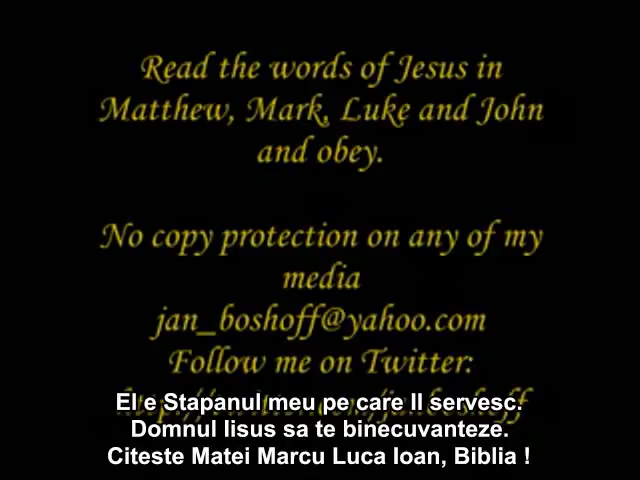 Read the words of Jesus in
Matthew, Mark, Luke and John
and obey.
No copy protection on any of my
media
jan_boshoff@yahoo.com
Follow me on Twitter:
El e Stapanul meu pe care Il servesc.
Domnul Iisus sa te binecuvanteze.
Citeste Matei Marcu Luca Ioan, Biblia !